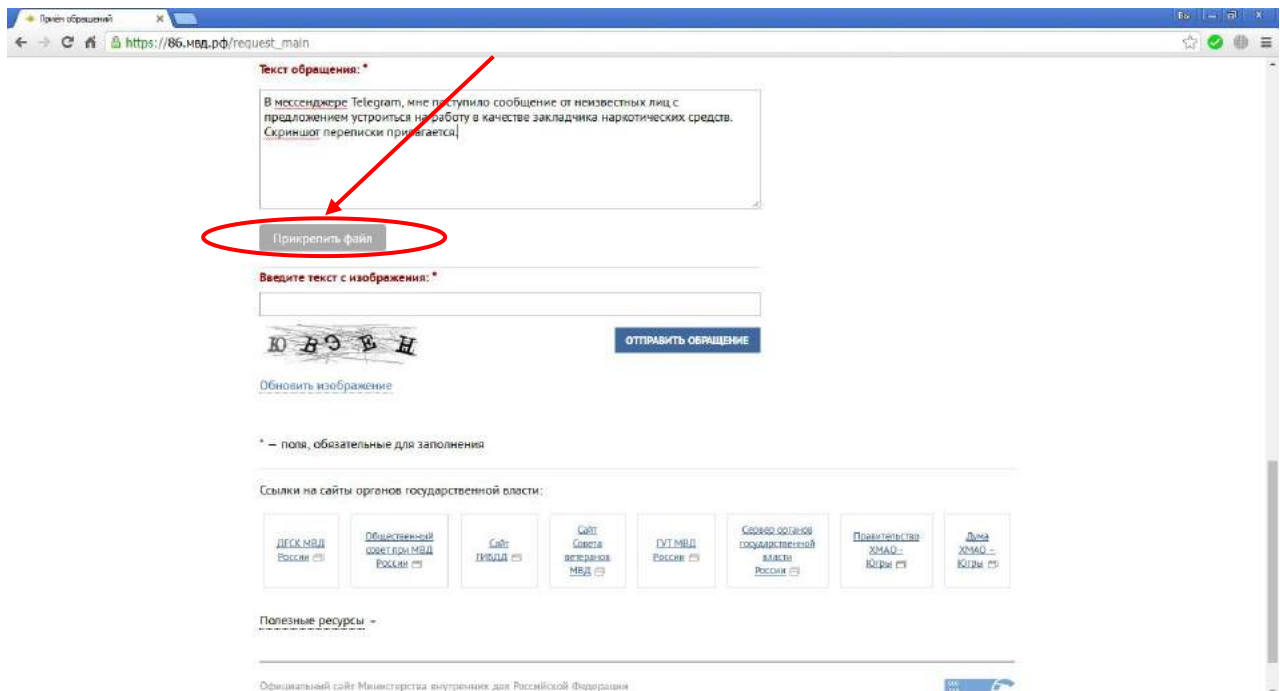 Приём обращений
https://86.мвд.рф/request_main
Текст обращения: *
В мессенджере Telegram, мне поступило сообщение от неизвестных лиц с
предложением устроиться на работу в качестве закладчика наркотических средств.
Скриншот переписки прилагается.
Прикрепить файл
Введите текст с изображения: *
Ю В Э Е Н
ОТПРАВИТЬ ОБРАЩЕНИЕ
Обновить изображение
* — поля, обязательные для заполнения
Ссылки на сайты органов государственной власти:
ДГСК МВД
России
Общественный
совет при МВД
России
Сайт
ГИБДД
Сайт
Совета
ветеранов
МВД
ГУТ МВД
России
Сервер органов
государственной
власти
России
Правительство
ХМАО -
Югры
Дума
ХМАО -
Югры
Полезные ресурсы -
Официальный сайт Министерства внутренних дел Российской Федерации